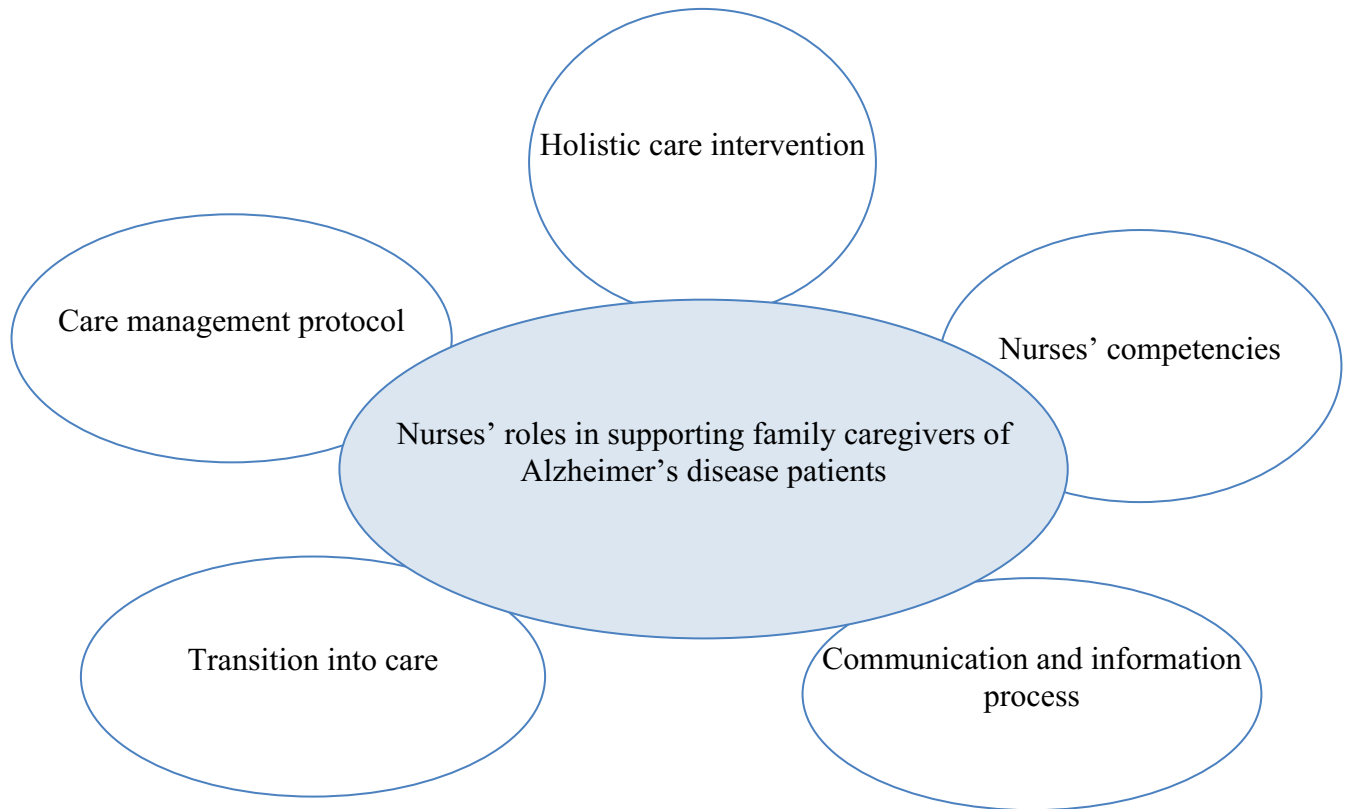 Holistic care intervention
Care management protocol
Nurses’ competencies
Nurses’ roles in supporting family caregivers of
Alzheimer’s disease patients
Transition into care
Communication and information
process